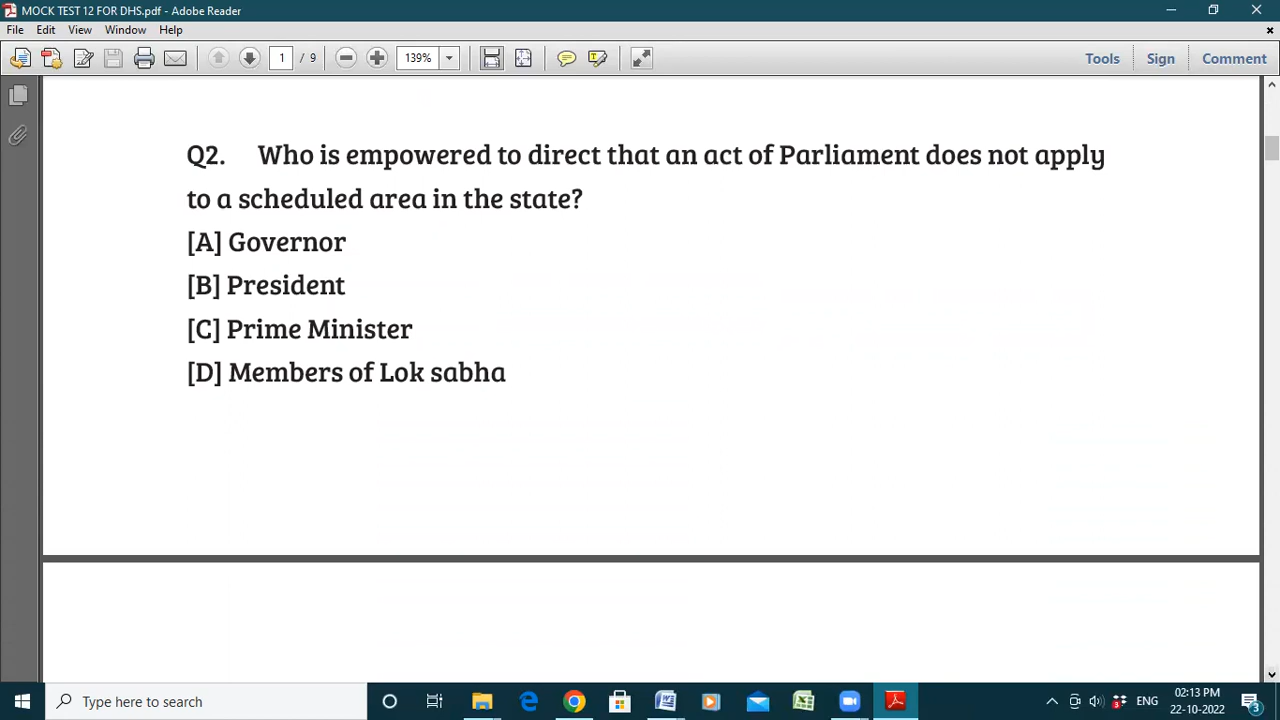 MOCK TEST 12 FOR DHS.pdf - Adobe Reader
File Edit View Window Help
1 / 9 139% Tools Sign Comment
Q2. Who is empowered to direct that an act of Parliament does not apply
to a scheduled area in the state?
[A] Governor
[B] President
[C] Prime Minister
[D] Members of Lok sabha
Type here to search
ENG
02:13 PM
22-10-2022
3